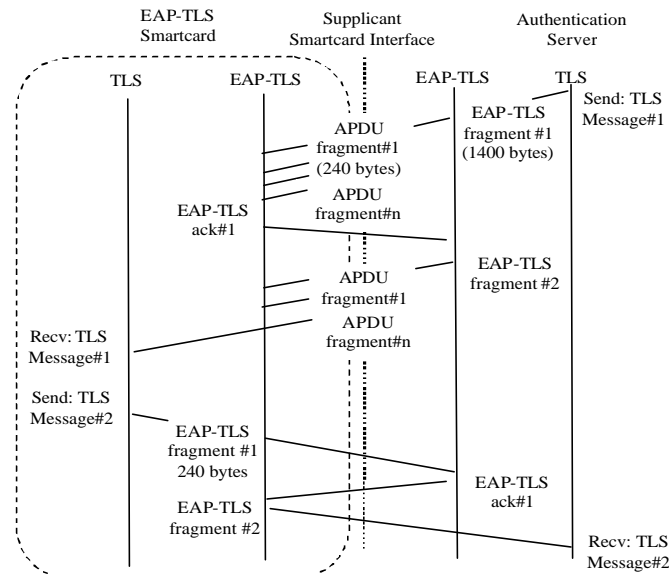 EAP-TLS
Smartcard
Supplicant
Smartcard Interface
Authentication
Server
TLS
EAP-TLS
EAP-TLS
TLS
Send: TLS
Message#1
EAP-TLS
fragment #1
(1400 bytes)
APDU
fragment#1
(240 bytes)
APDU
fragment#n
EAP-TLS
ack#1
EAP-TLS
fragment #2
APDU
fragment#1
APDU
fragment#n
Recv: TLS
Message#1
Send: TLS
Message#2
EAP-TLS
fragment #1
240 bytes
EAP-TLS
ack#1
EAP-TLS
fragment #2
Recv: TLS
Message#2